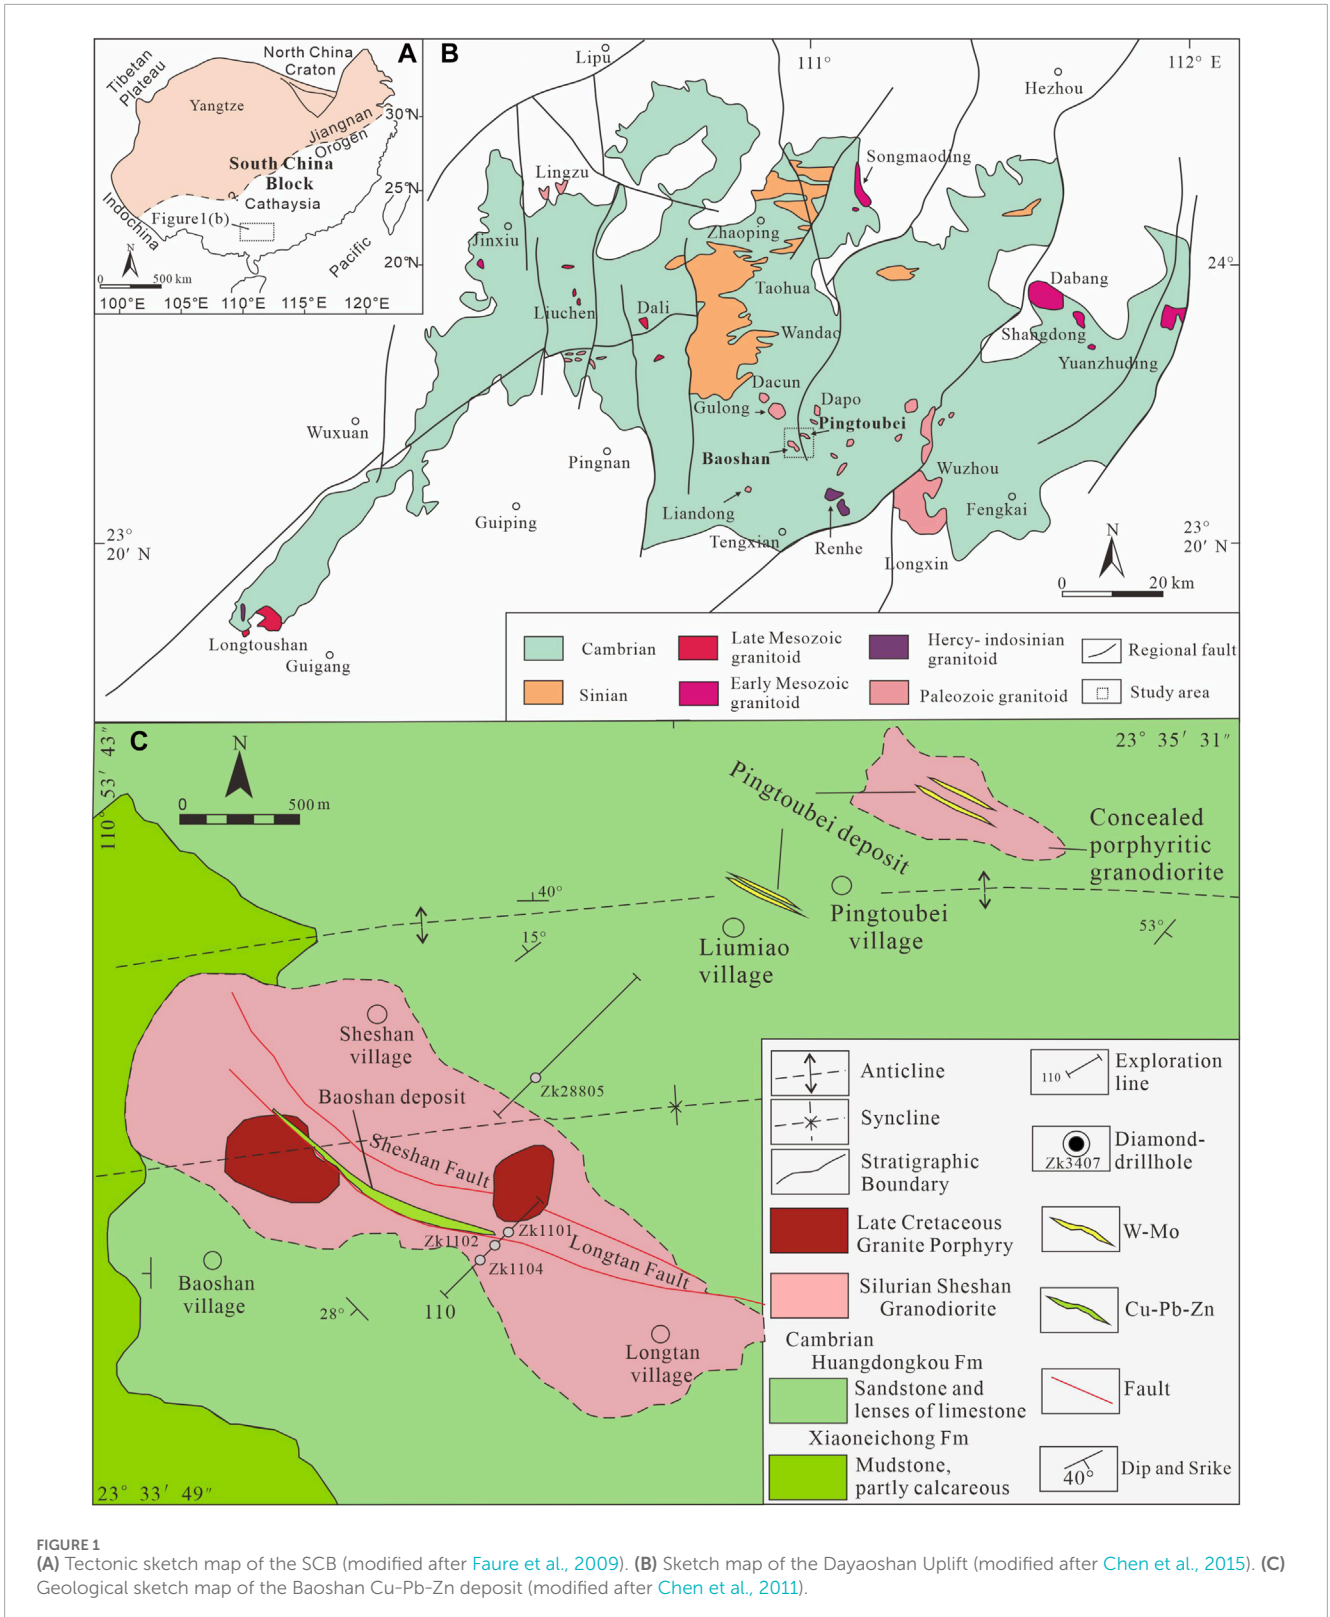 A
Tibetan
Plateau
North China
Craton
Yangtze
30°N
Jiangnan
Orogen
South China
Block
25°N
?
Cathaysia
Indochina
Figure1(b)
Pacific
N
0 500 km
20°N
100°E 105°E 110°E 115°E 120°E
B
Lipu
111°
112° E
Hezhou
Lingzu
Songmaoding
Jinxiu
Zhaoping
24°
Taohua
Dabang
Liuchen
Dali
Wandao
Shangdong
Yuanzhuding
Dacun
Gulong
Dapo
Pingtoubei
Wuxuan
Baoshan
Pingnan
Wuzhou
Liandong
Fengkai
Guiping
Tengxian
Renhe
Longxin
23°
20′ N
23°
20′ N
N
0 20 km
Longtoushan
Guigang
Cambrian
Late Mesozoic
granitoid
Hercy- indosinian
granitoid
Regional fault
Sinian
Early Mesozoic
granitoid
Paleozoic granitoid
Study area
C
110° 53′ 43″
N
0 500 m
23° 35′ 31″
Pingtoubei deposit
Concealed
porphyritic
granodiorite
40°
15°
Pingtoubei
village
53°
Liumiao
village
Sheshan
village
Zk28805
Baoshan deposit
Sheshan Fault
Zk1101
Zk1102
Zk1104
Longtan Fault
Baoshan
village
28°
110
Longtan
village
23° 33′ 49″
Anticline
Syncline
Stratigraphic
Boundary
Late Cretaceous
Granite Porphyry
Silurian Sheshan
Granodiorite
Cambrian
Huangdongkou Fm
Sandstone and
lenses of limestone
Xiaoneichong Fm
Mudstone,
partly calcareous
110
Exploration
line
Zk3407
Diamond-
drillhole
W-Mo
Cu-Pb-Zn
Fault
40°
Dip and Srike
FIGURE 1
(A) Tectonic sketch map of the SCB (modified after Faure et al., 2009). (B) Sketch map of the Dayaoshan Uplift (modified after Chen et al., 2015). (C)
Geological sketch map of the Baoshan Cu-Pb-Zn deposit (modified after Chen et al., 2011).